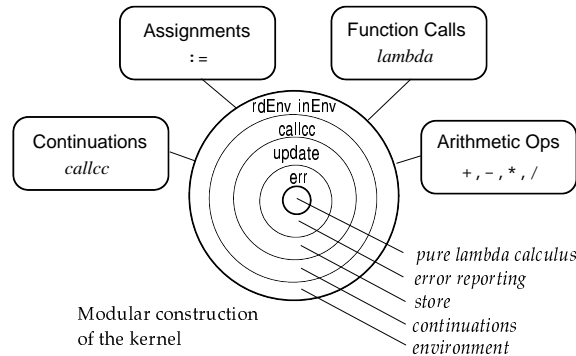 Assignments
:=
Function Calls
lambda
Continuations
callcc
Arithmetic Ops
+,-,*,/
rdEnv inEnv
callcc
update
err
pure lambda calculus
error reporting
store
continuations
environment
Modular construction
of the kernel